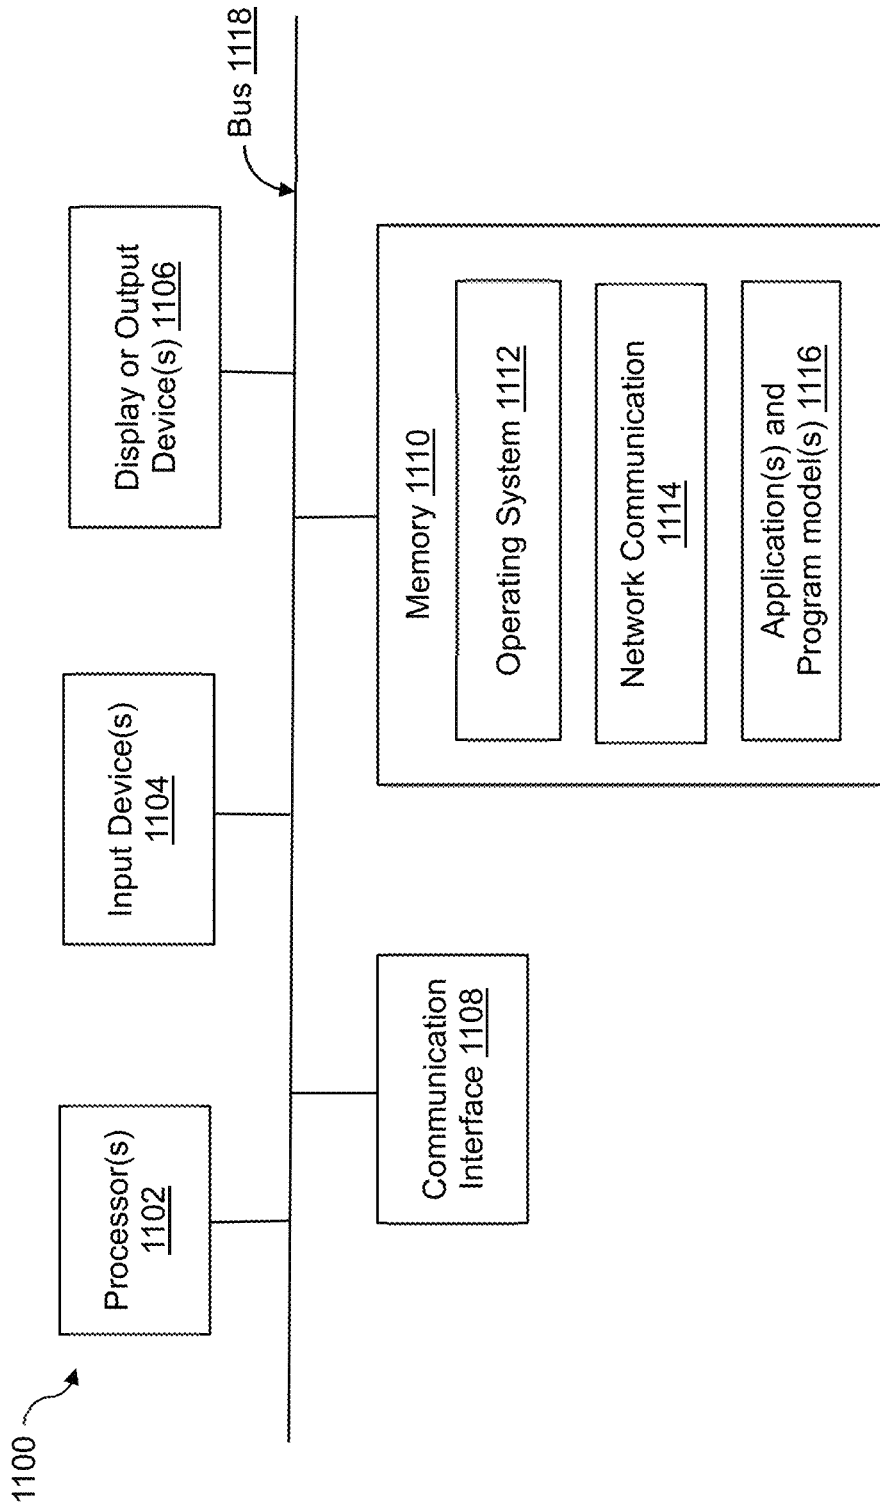 1100
Processor(s)
1102
Input Device(s)
1104
Display or Output
Device(s) 1106
Bus 1118
Communication
Interface 1108
Memory 1110
Operating System 1112
Network Communication
1114
Application(s) and
Program model(s) 1116